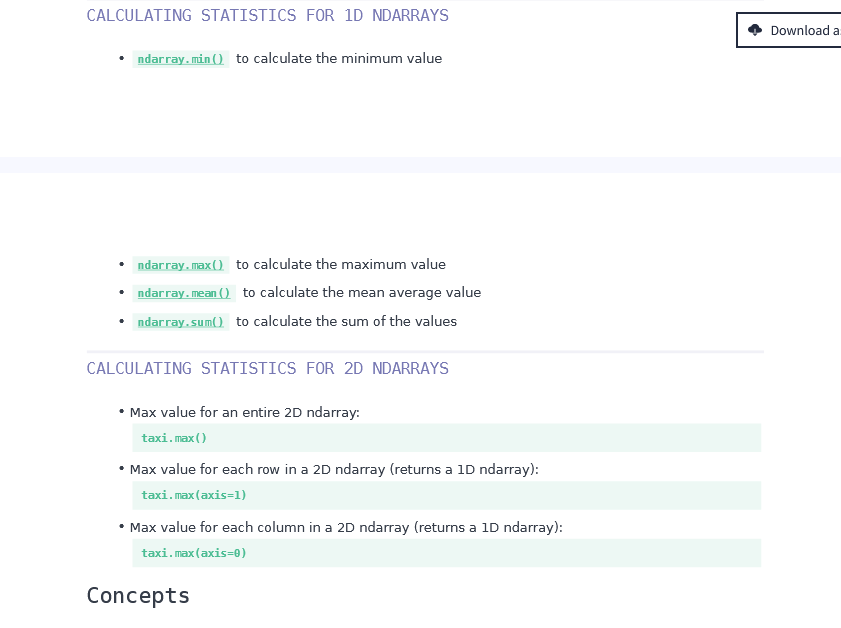 CALCULATING STATISTICS FOR 1D NDARRAYS
Download as
• ndarray.min() to calculate the minimum value
• ndarray.max() to calculate the maximum value
• ndarray.mean() to calculate the mean average value
• ndarray.sum() to calculate the sum of the values
CALCULATING STATISTICS FOR 2D NDARRAYS
• Max value for an entire 2D ndarray:
taxi.max()
• Max value for each row in a 2D ndarray (returns a 1D ndarray):
taxi.max(axis=1)
• Max value for each column in a 2D ndarray (returns a 1D ndarray):
taxi.max(axis=0)
Concepts